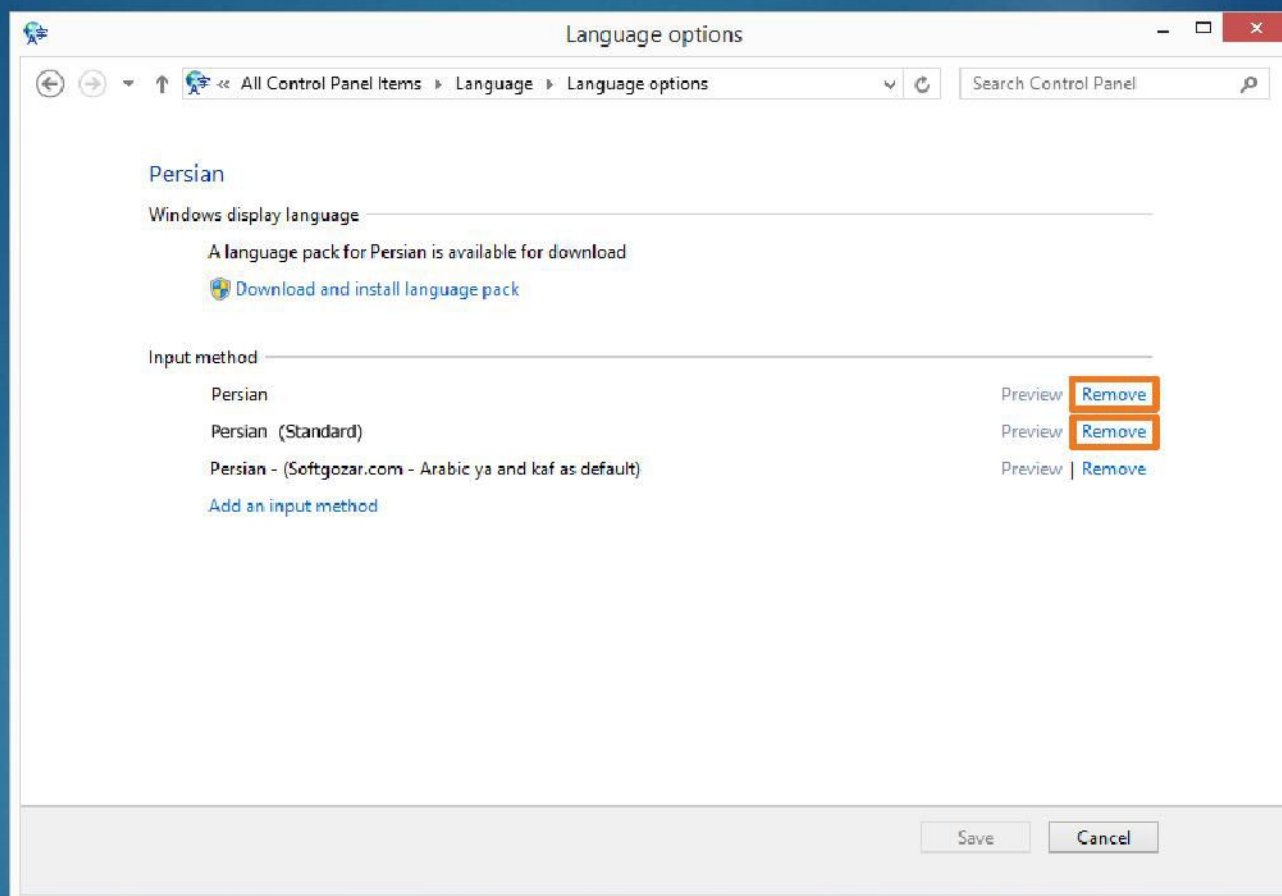 Language options
« All Control Panel Items ▸ Language ▸ Language options
Search Control Panel
Persian
Windows display language
A language pack for Persian is available for download
Download and install language pack
Input method
Persian Preview Remove
Persian (Standard) Preview Remove
Persian - (Softgozar.com - Arabic ya and kaf as default) Preview | Remove
Add an input method
Save Cancel